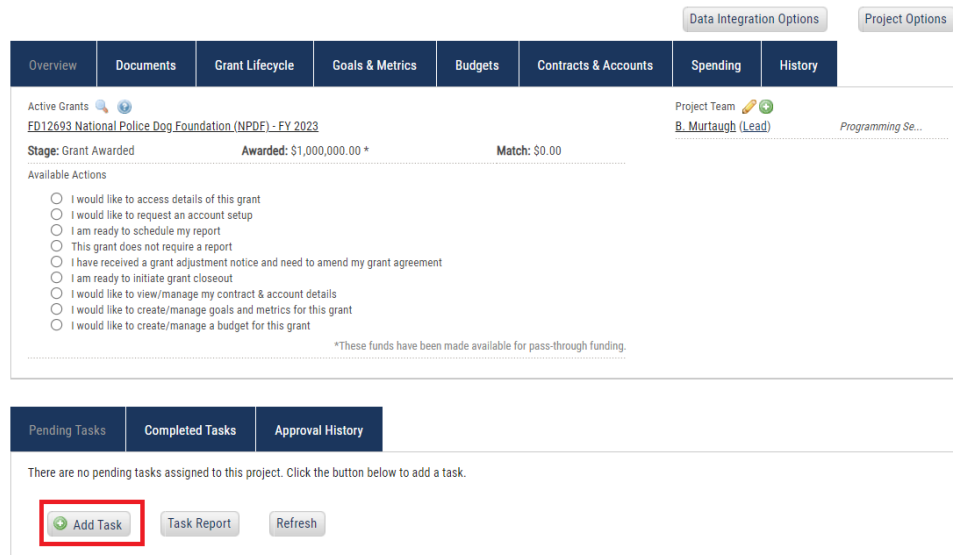 Data Integration Options Project Options
Overview Documents Grant Lifecycle Goals & Metrics Budgets Contracts & Accounts Spending History
Active Grants Project Team
FD12693 National Police Dog Foundation (NPDF) - FY 2023 B. Murtaugh (Lead) Programming Se...
Stage: Grant Awarded Awarded: $1,000,000.00 * Match: $0.00
Available Actions
I would like to access details of this grant
I would like to request an account setup
I am ready to schedule my report
This grant does not require a report
I have received a grant adjustment notice and need to amend my grant agreement
I am ready to initiate grant closeout
I would like to view/manage my contract & account details
I would like to create/manage goals and metrics for this grant
I would like to create/manage a budget for this grant
*These funds have been made available for pass-through funding.
Pending Tasks Completed Tasks Approval History
There are no pending tasks assigned to this project. Click the button below to add a task.
Add Task Task Report Refresh